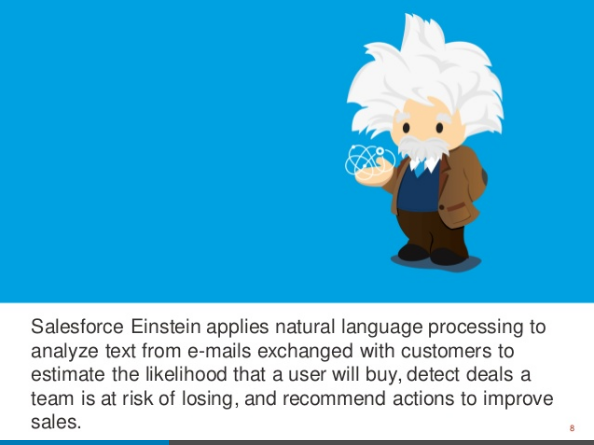 Salesforce Einstein applies natural language processing to
analyze text from e-mails exchanged with customers to
estimate the likelihood that a user will buy, detect deals a
team is at risk of losing, and recommend actions to improve
sales.
8